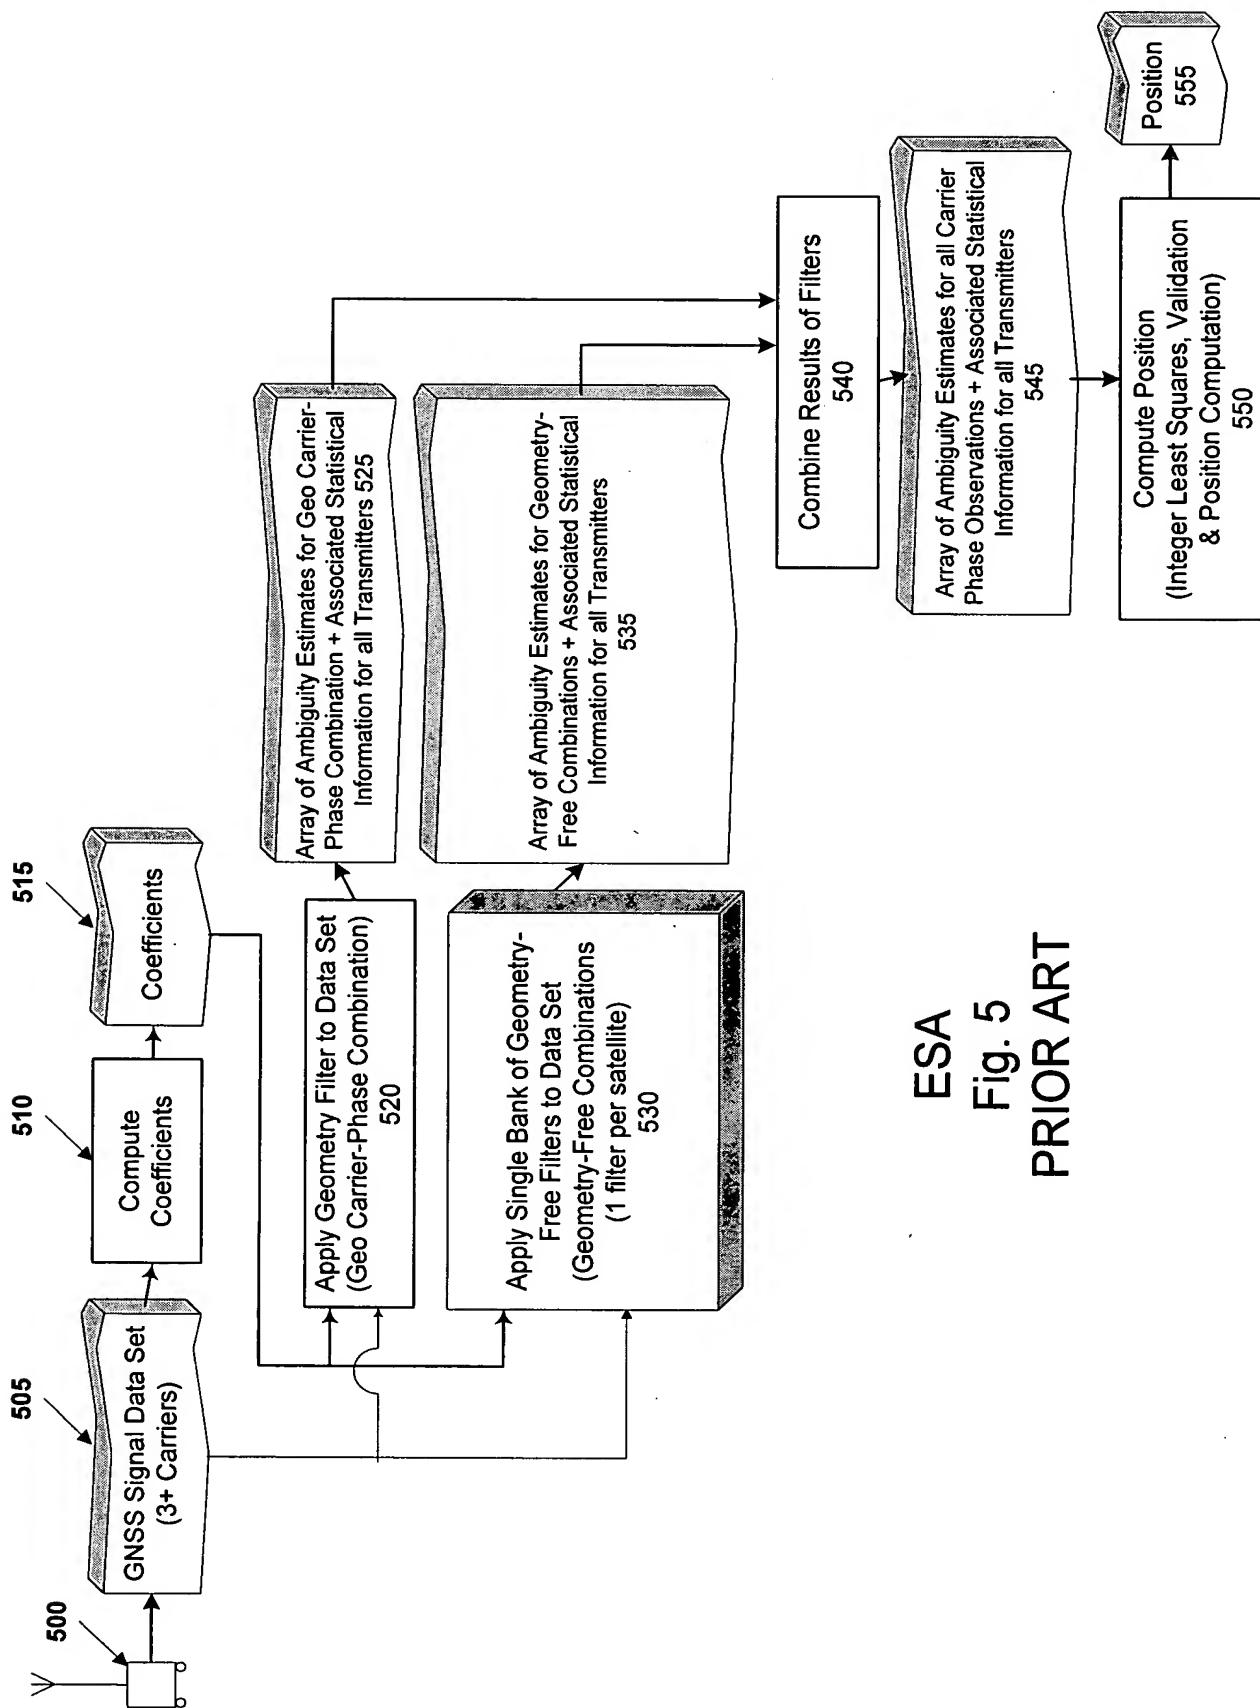 500
505
GNSS Signal Data Set
(3+ Carriers)
510
Compute
Coefficients
515
Coefficients
Apply Geometry Filter to Data Set
(Geo Carrier-Phase Combination)
520
Array of Ambiguity Estimates for Geo Carrier-
Phase Combination + Associated Statistical
Information for all Transmitters 525
Apply Single Bank of Geometry-
Free Filters to Data Set
(Geometry-Free Combinations
(1 filter per satellite)
530
Array of Ambiguity Estimates for Geometry-
Free Combinations + Associated Statistical
Information for all Transmitters
535
Combine Results of Filters
540
Array of Ambiguity Estimates for all Carrier
Phase Observations + Associated Statistical
Information for all Transmitters
545
Compute Position
(Integer Least Squares, Validation
& Position Computation)
550
Position
555
ESA
Fig. 5
PRIOR ART